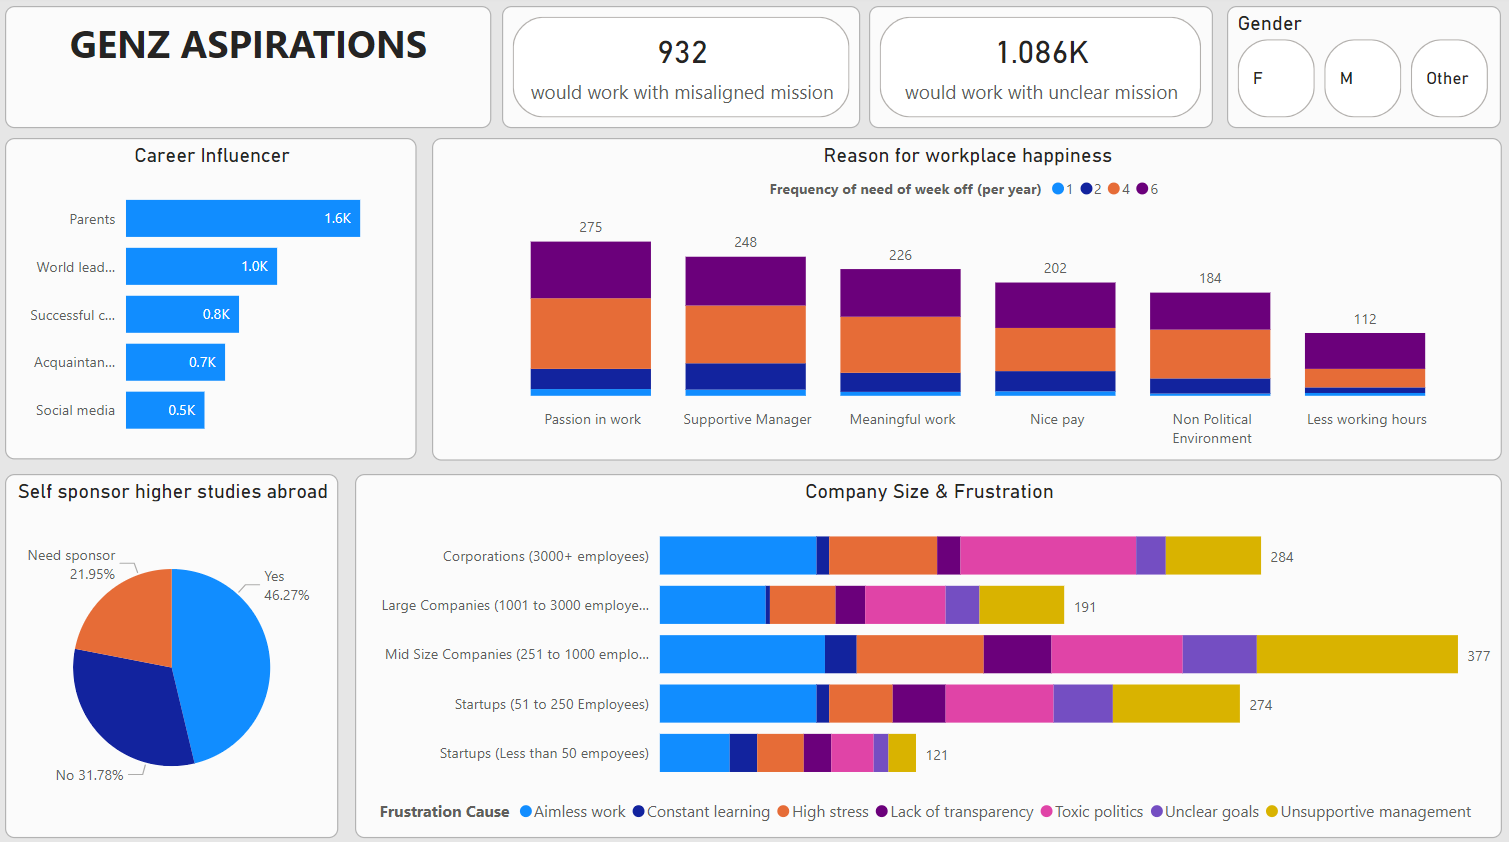 GENZ ASPIRATIONS
932
would work with misaligned mission
1.086K
would work with unclear mission
Gender
F
M
Other
Career Influencer
Parents
1.6K
World lead...
1.0K
Successful c...
0.8K
Acquaintan...
0.7K
Social media
0.5K
Reason for workplace happiness
Frequency of need of week off (per year) 1 2 4 6
275
248
226
202
184
112
Passion in work
Supportive Manager
Meaningful work
Nice pay
Non Political
Environment
Less working hours
Self sponsor higher studies abroad
Need sponsor
21.95%
Yes
46.27%
No 31.78%
Company Size & Frustration
Corporations (3000+ employees)
284
Large Companies (1001 to 3000 employe...
191
Mid Size Companies (251 to 1000 emplo...
377
Startups (51 to 250 Employees)
274
Startups (Less than 50 empoyees)
121
Frustration Cause Aimless work Constant learning High stress Lack of transparency Toxic politics Unclear goals Unsupportive management